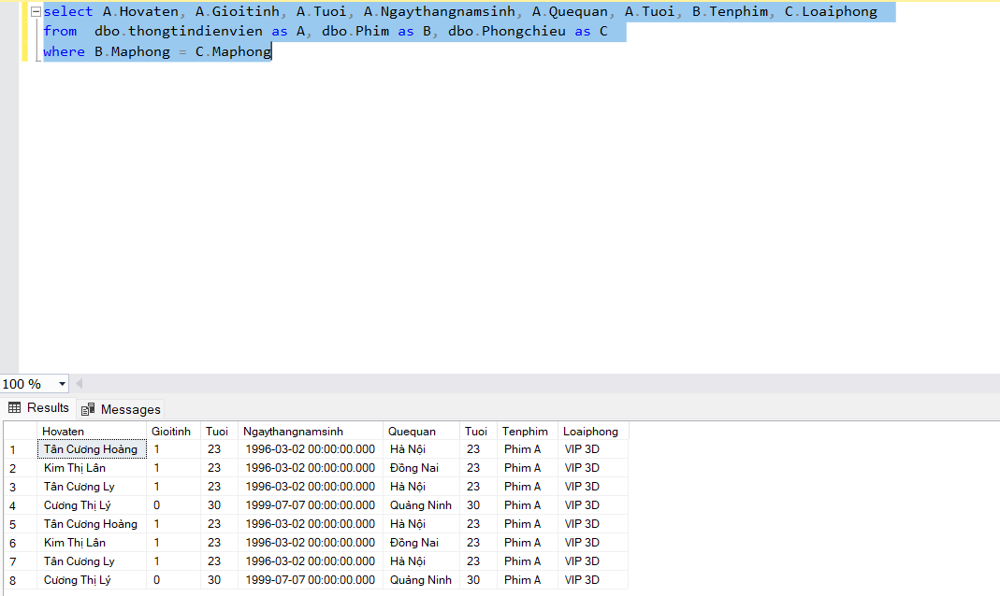 select A.Hovaten, A.Gioitinh, A.Tuoi, A.Ngaythangnamsinh, A.Quequan, A.Tuoi, B.Tenphim, C.Loaiphong
from  dbo.thongtindienvien as A, dbo.Phim as B, dbo.Phongchieu as C
where B.Maphong = C.Maphong
100 %
Results Messages
Hovaten Gioitinh Tuoi Ngaythangnamsinh Quequan Tuoi Tenphim Loaiphong
1 Tân Cương Hoàng 1 23 1996-03-02 00:00:00.000 Hà Nội 23 Phim A VIP 3D
2 Kim Thị Lân 1 23 1996-03-02 00:00:00.000 Đồng Nai 23 Phim A VIP 3D
3 Tân Cương Ly 1 23 1996-03-02 00:00:00.000 Hà Nội 23 Phim A VIP 3D
4 Cương Thị Lý 0 30 1999-07-07 00:00:00.000 Quảng Ninh 30 Phim A VIP 3D
5 Tân Cương Hoàng 1 23 1996-03-02 00:00:00.000 Hà Nội 23 Phim A VIP 3D
6 Kim Thị Lân 1 23 1996-03-02 00:00:00.000 Đồng Nai 23 Phim A VIP 3D
7 Tân Cương Ly 1 23 1996-03-02 00:00:00.000 Hà Nội 23 Phim A VIP 3D
8 Cương Thị Lý 0 30 1999-07-07 00:00:00.000 Quảng Ninh 30 Phim A VIP 3D